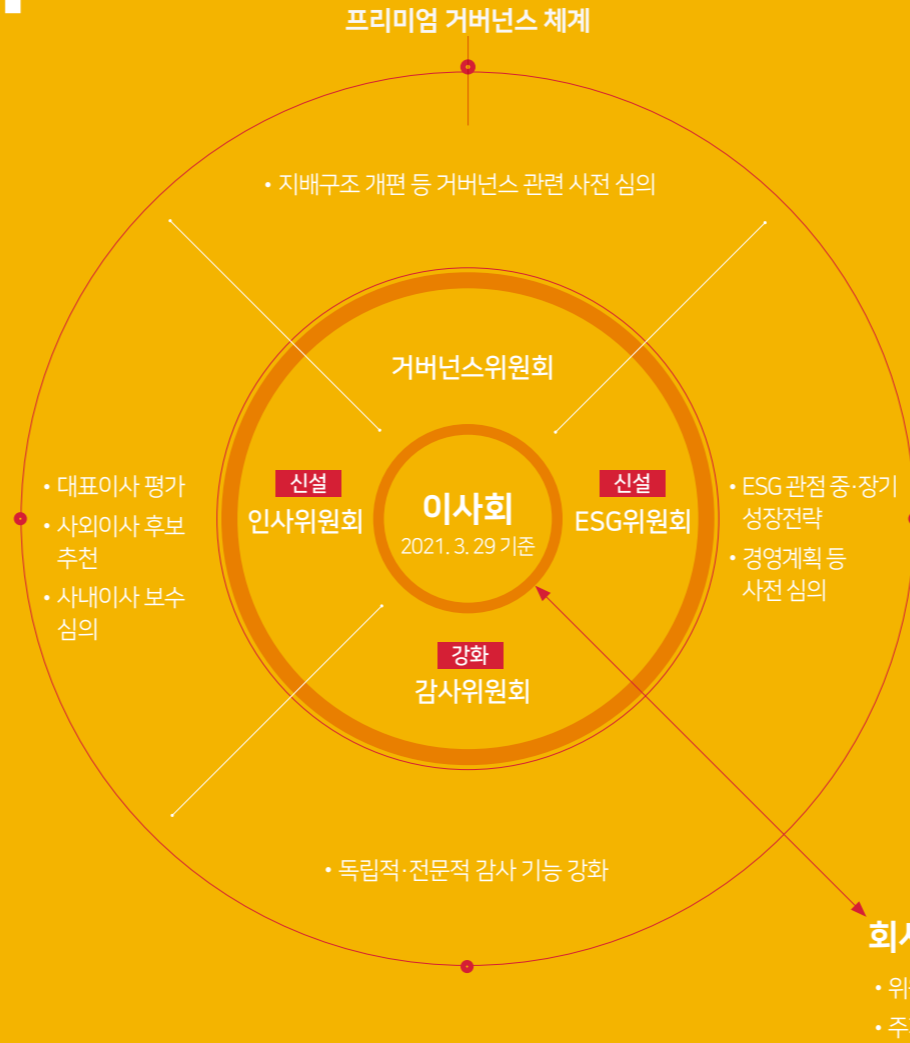 프리미엄 거버넌스 체계
• 지배구조 개편 등 거버넌스 관련 사전 심의
거버넌스위원회
• 대표이사 평가
• 사외이사 후보
추천
• 사내이사 보수
심의
신설
인사위원회
이사회
2021. 3. 29 기준
신설
ESG위원회
• ESG 관점 중·장기
성장전략
• 경영계획 등
사전 심의
강화
감사위원회
• 독립적·전문적 감사 기능 강화